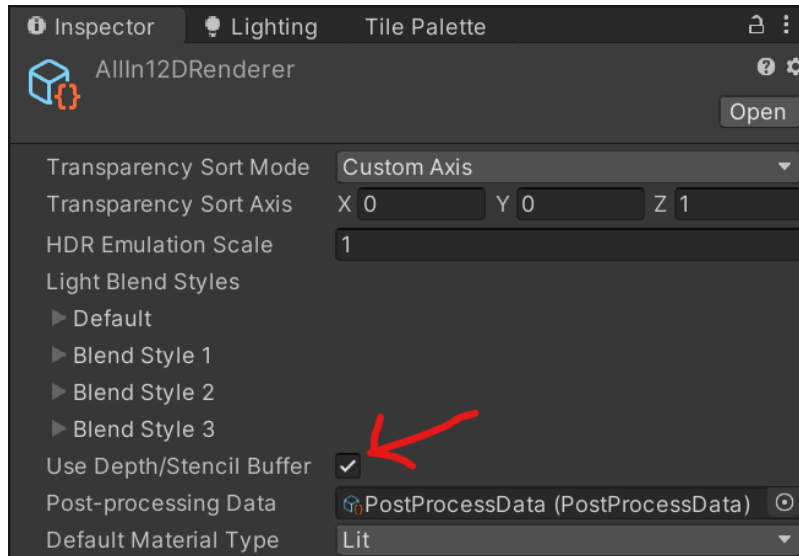 Inspector Lighting Tile Palette
AllIn12DRenderer
Open
Transparency Sort Mode Custom Axis
Transparency Sort Axis X 0 Y 0 Z 1
HDR Emulation Scale 1
Light Blend Styles
Default
Blend Style 1
Blend Style 2
Blend Style 3
Use Depth/Stencil Buffer
Post-processing Data PostProcessData (PostProcessData)
Default Material Type Lit